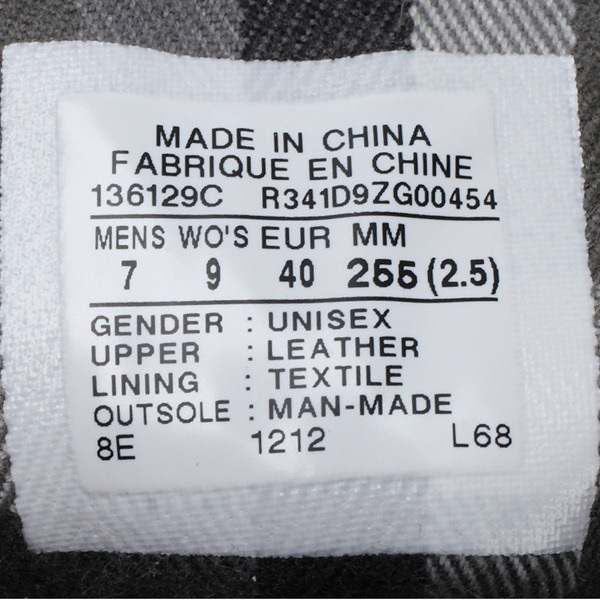 MADE IN CHINA
FABRIQUE EN CHINE
136129C R341D9ZG00454
MENS WO'S EUR MM
7 9 40 255 (2.5)
GENDER : UNISEX
UPPER : LEATHER
LINING : TEXTILE
OUTSOLE : MAN-MADE
8E 1212 L68